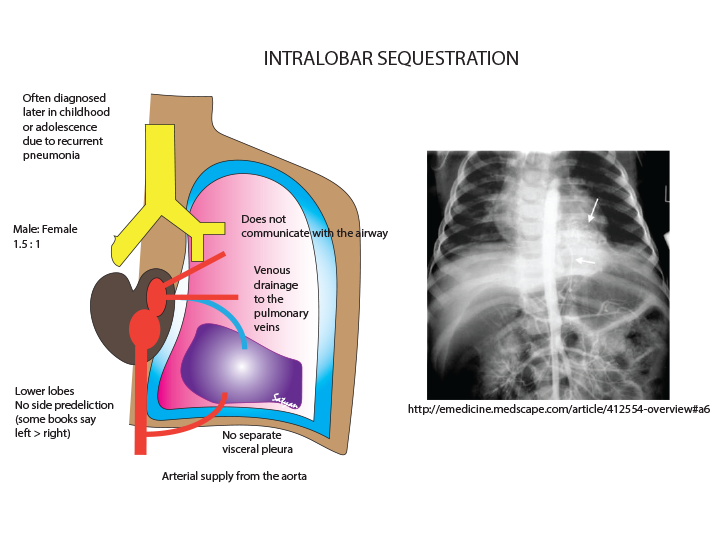 INTRALOBAR SEQUESTRATION
Often diagnosed
later in childhood
or adolescence
due to recurrent
pneumonia
Male: Female
1.5 : 1
Does not
communicate with the airway
Venous
drainage
to the
pulmonary
veins
Lower lobes
No side predeliction
(some books say
left > right)
No separate
visceral pleura
Arterial supply from the aorta
http://emedicine.medscape.com/article/412554-overview#a6